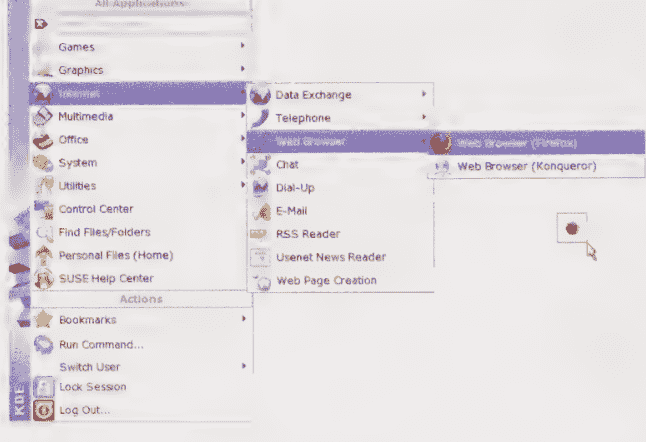 All Applications
Games
Graphics
Internet
Multimedia
Office
System
Utilities
Control Center
Find Files/Folders
Personal Files (Home)
SUSE Help Center
Actions
Bookmarks
Run Command...
Switch User
Lock Session
Log Out...
KDE
Data Exchange
Telephone
Web Browser
Chat
Dial-Up
E-Mail
RSS Reader
Usenet News Reader
Web Page Creation
Web Browser (Firefox)
Web Browser (Konqueror)